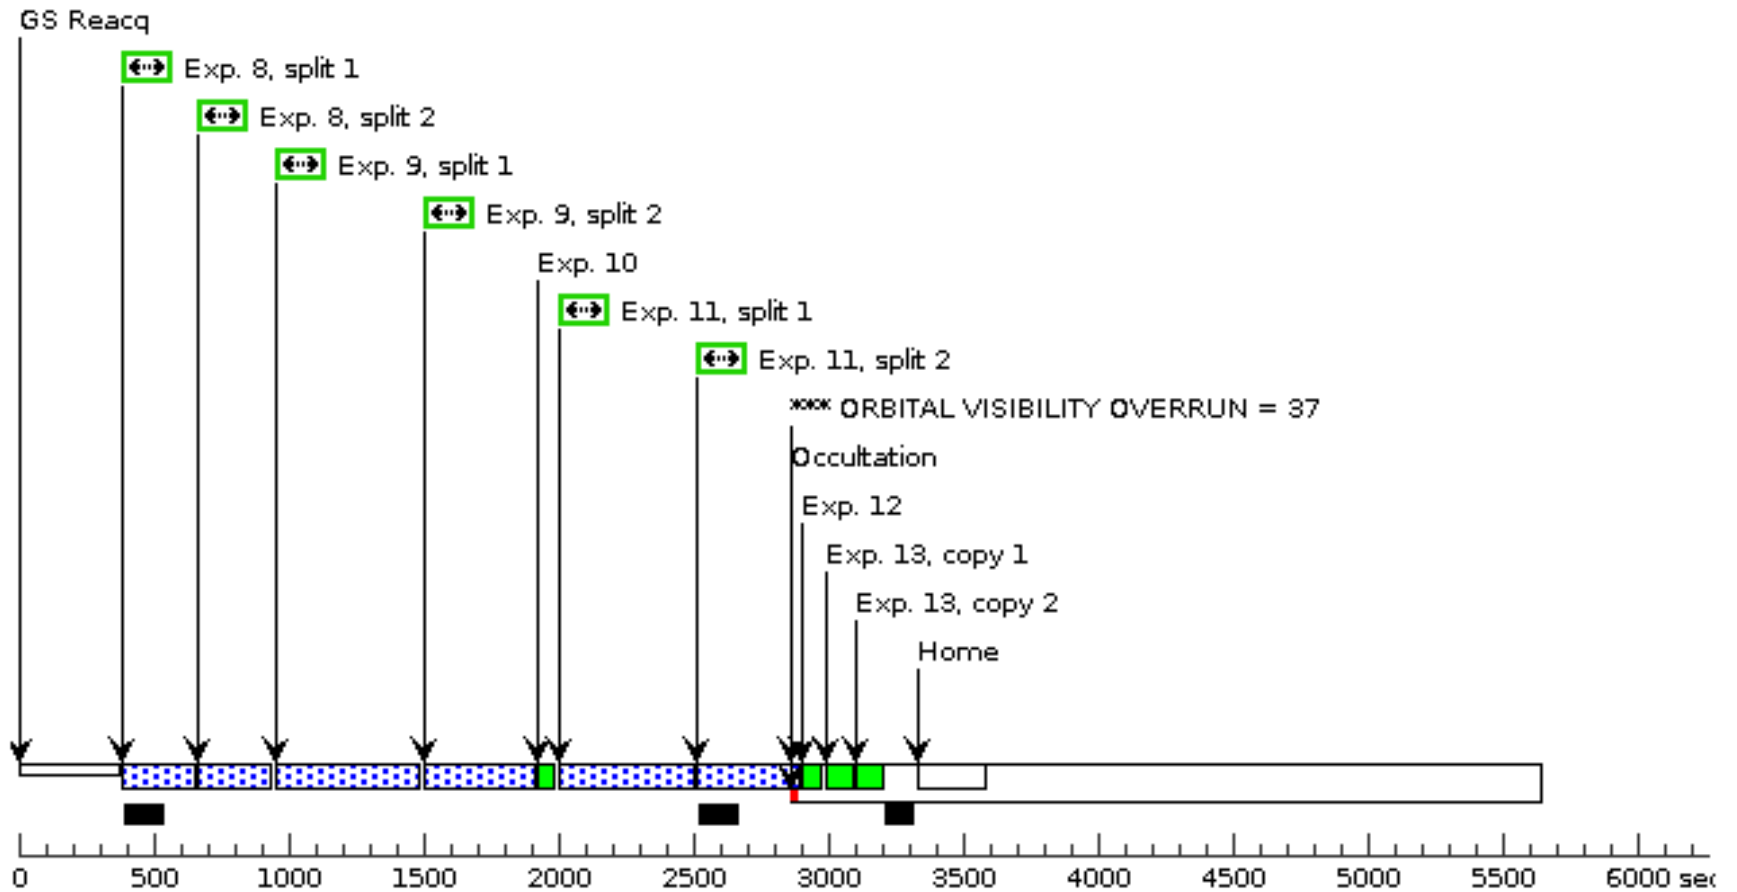 GS Reacq
Exp. 8, split 1
Exp. 8, split 2
Exp. 9, split 1
Exp. 9, split 2
Exp. 10
Exp. 11, split 1
Exp. 11, split 2
*** ORBITAL VISIBILITY OVERRUN = 37
Occultation
Exp. 12
Exp. 13, copy 1
Exp. 13, copy 2
Home
0 500 1000 1500 2000 2500 3000 3500 4000 4500 5000 5500 6000 sec